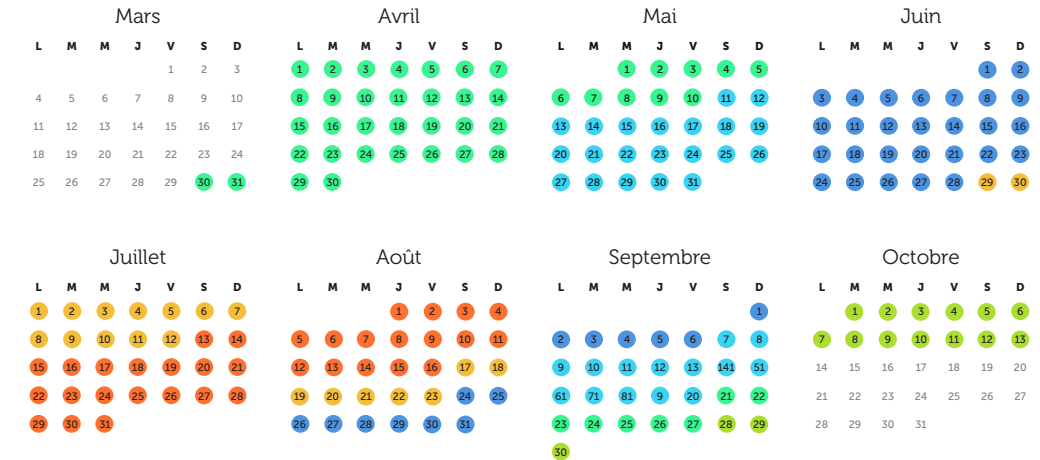 Mars
L M M J V S D
1 2 3
4 5 6 7 8 9 10
11 12 13 14 15 16 17
18 19 20 21 22 23 24
25 26 27 28 29 30 31
Avril
L M M J V S D
1 2 3 4 5 6 7
8 9 10 11 12 13 14
15 16 17 18 19 20 21
22 23 24 25 26 27 28
29 30
Mai
L M M J V S D
1 2 3 4 5
6 7 8 9 10 11 12
13 14 15 16 17 18 19
20 21 22 23 24 25 26
27 28 29 30 31
Juin
L M M J V S D
1 2
3 4 5 6 7 8 9
10 11 12 13 14 15 16
17 18 19 20 21 22 23
24 25 26 27 28 29 30
Juillet
L M M J V S D
1 2 3 4 5 6 7
8 9 10 11 12 13 14
15 16 17 18 19 20 21
22 23 24 25 26 27 28
29 30 31
Août
L M M J V S D
1 2 3 4
5 6 7 8 9 10 11
12 13 14 15 16 17 18
19 20 21 22 23 24 25
26 27 28 29 30 31
Septembre
L M M J V S D
1
2 3 4 5 6 7 8
9 10 11 12 13 141 51
61 71 81 9 20 21 22
23 24 25 26 27 28 29
30
Octobre
L M M J V S D
1 2 3 4 5 6
7 8 9 10 11 12 13
14 15 16 17 18 19 20
21 22 23 24 25 26 27
28 29 30 31